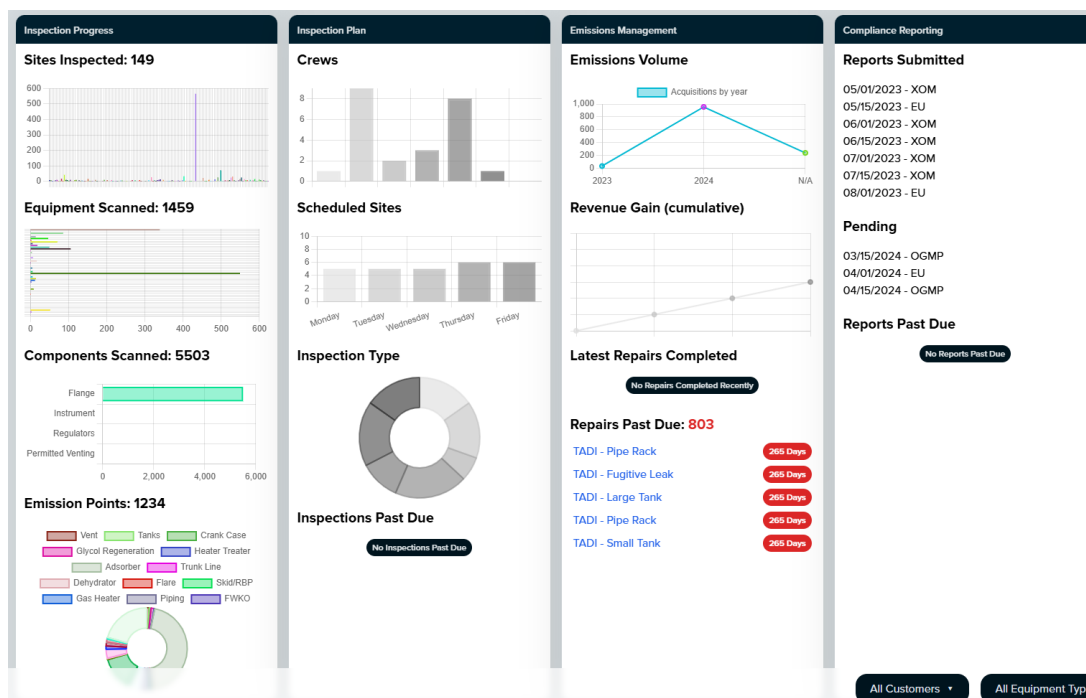 Inspection Progress
Sites Inspected: 149
600
500
400
300
200
100
0
Equipment Scanned: 1459
0 100 200 300 400 500 600
Components Scanned: 5503
Flange
Instrument
Regulators
Permitted Venting
0 2,000 4,000 6,000
Emission Points: 1234
Vent Tanks Crank Case
Glycol Regeneration Heater Treater
Adsorber Trunk Line
Dehydrator Flare Skid/RBP
Gas Heater Piping FWKO
Inspection Plan
Crews
8
6
4
2
0
Scheduled Sites
10
8
6
4
2
0
Monday Tuesday Wednesday Thursday Friday
Inspection Type
Inspections Past Due
No Inspections Past Due
Emissions Management
Emissions Volume
Acquisitions by year
1,000
800
600
400
200
0
2023 2024 N/A
Revenue Gain (cumulative)
Latest Repairs Completed
No Repairs Completed Recently
Repairs Past Due: 803
TADI - Pipe Rack 265 Days
TADI - Fugitive Leak 265 Days
TADI - Large Tank 265 Days
TADI - Pipe Rack 265 Days
TADI - Small Tank 265 Days
Compliance Reporting
Reports Submitted
05/01/2023 - XOM
05/15/2023 - EU
06/01/2023 - XOM
06/15/2023 - XOM
07/01/2023 - XOM
07/15/2023 - XOM
08/01/2023 - EU
Pending
03/15/2024 - OGMP
04/01/2024 - EU
04/15/2024 - OGMP
Reports Past Due
No Reports Past Due
All Customers
All Equipment Typ